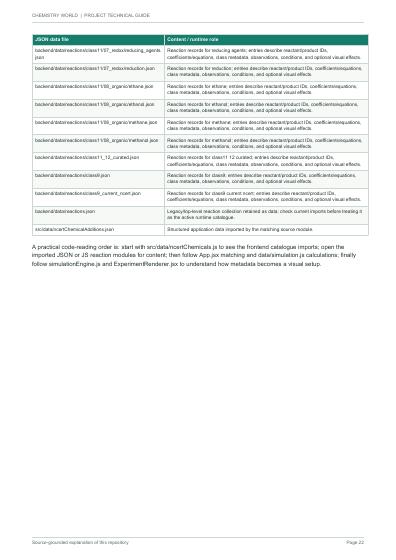 CHEMISTRY WORLD | PROJECT TECHNICAL GUIDE
JSON data file
Content / runtime role
backend/data/reactions/class11/07_redox/reducing_agents.
json
Reaction records for reducing agents; entries describe reactant/product IDs,
coefficients/equations, class metadata, observations, conditions, and optional visual effects.
backend/data/reactions/class11/07_redox/reduction.json
Reaction records for reduction; entries describe reactant/product IDs, coefficients/equations,
class metadata, observations, conditions, and optional visual effects.
backend/data/reactions/class11/08_organic/ethane.json
Reaction records for ethane; entries describe reactant/product IDs, coefficients/equations,
class metadata, observations, conditions, and optional visual effects.
backend/data/reactions/class11/08_organic/ethanol.json
Reaction records for ethanol; entries describe reactant/product IDs, coefficients/equations,
class metadata, observations, conditions, and optional visual effects.
backend/data/reactions/class11/08_organic/methane.json
Reaction records for methane; entries describe reactant/product IDs, coefficients/equations,
class metadata, observations, conditions, and optional visual effects.
backend/data/reactions/class11/08_organic/methanol.json
Reaction records for methanol; entries describe reactant/product IDs, coefficients/equations,
class metadata, observations, conditions, and optional visual effects.
backend/data/reactions/class11_12_curated.json
Reaction records for class11 12 curated; entries describe reactant/product IDs,
coefficients/equations, class metadata, observations, conditions, and optional visual effects.
backend/data/reactions/class9.json
Reaction records for class9; entries describe reactant/product IDs, coefficients/equations,
class metadata, observations, conditions, and optional visual effects.
backend/data/reactions/class9_current_ncert.json
Reaction records for class9 current ncert; entries describe reactant/product IDs,
coefficients/equations, class metadata, observations, conditions, and optional visual effects.
backend/data/reactions.json
Legacy/top-level reaction collection retained as data; check current imports before treating it
as the active runtime catalogue.
src/data/ncertChemicalAdditions.json
Structured application data imported by the matching source module.
A practical code-reading order is: start with src/data/ncertChemicals.js to see the frontend catalogue imports; open the
imported JSON or JS reaction modules for content; then follow App.jsx matching and data/simulation.js calculations; finally
follow simulationEngine.js and ExperimentRenderer.jsx to understand how metadata becomes a visual setup.
Source-grounded explanation of this repository
Page 22